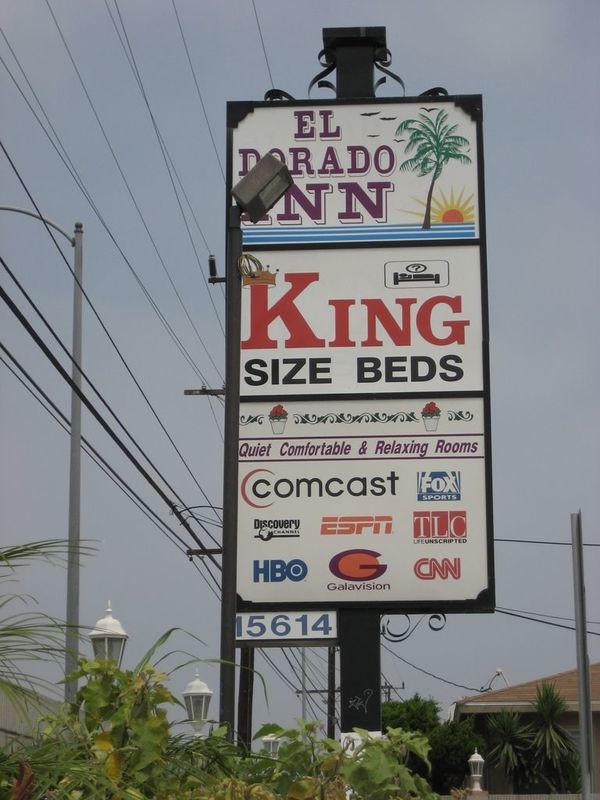 EL
DORADO
INN
KING
SIZE BEDS
Quiet Comfortable & Relaxing Rooms
comcast
FOX
SPORTS
Discovery
CHANNEL
ESPN
TLC
LIFE UNSCRIPTED
HBO
G
Galavision
CNN
15614